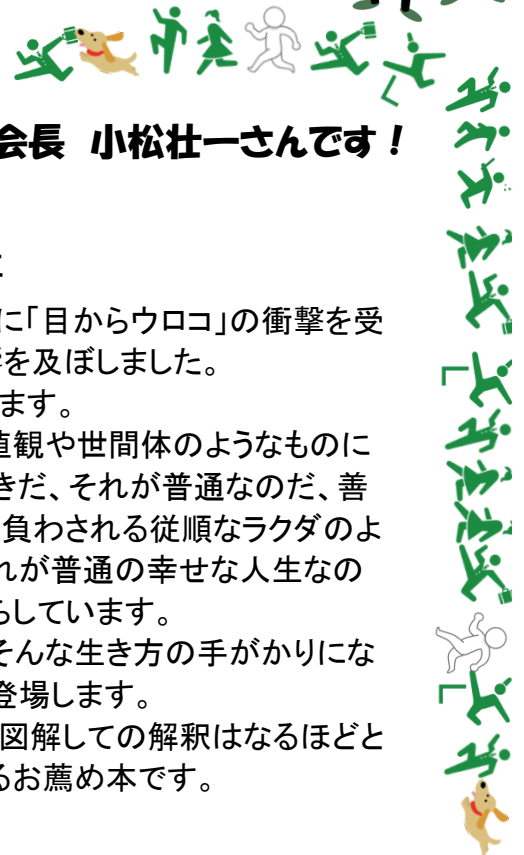 会長 小松壮一さんです！
に「目からウロコ」の衝撃を受
を及ぼしました。
ます。
値観や世間体のようなものに
きだ、それが普通なのだ、善
負わされる従順なラクダのよ
れが普通の幸せな人生なの
らしています。
そんな生き方の手がかりにな
登場します。
図解しての解釈はなるほどと
るお薦め本です。